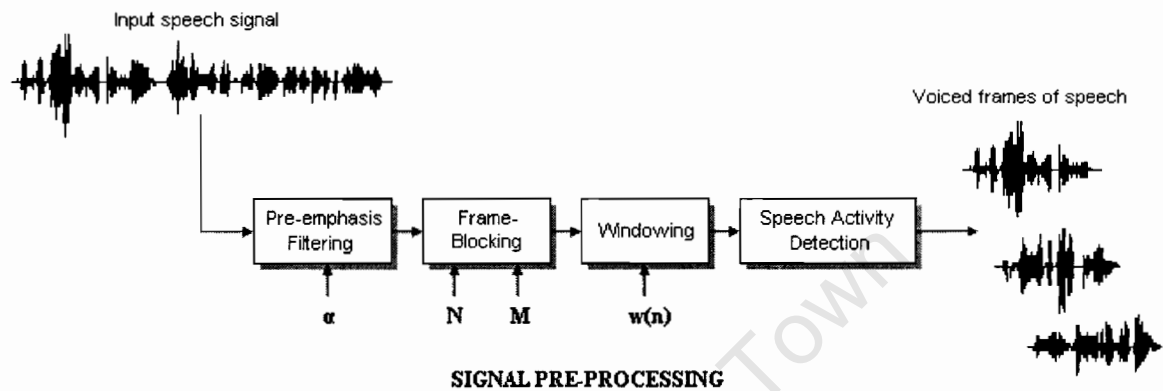 Input speech signal
Voiced frames of speech
Pre-emphasis
Filtering
Frame-
Blocking
Windowing
Speech Activity
Detection
α
N
M
w(n)
Town
SIGNAL PRE-PROCESSING